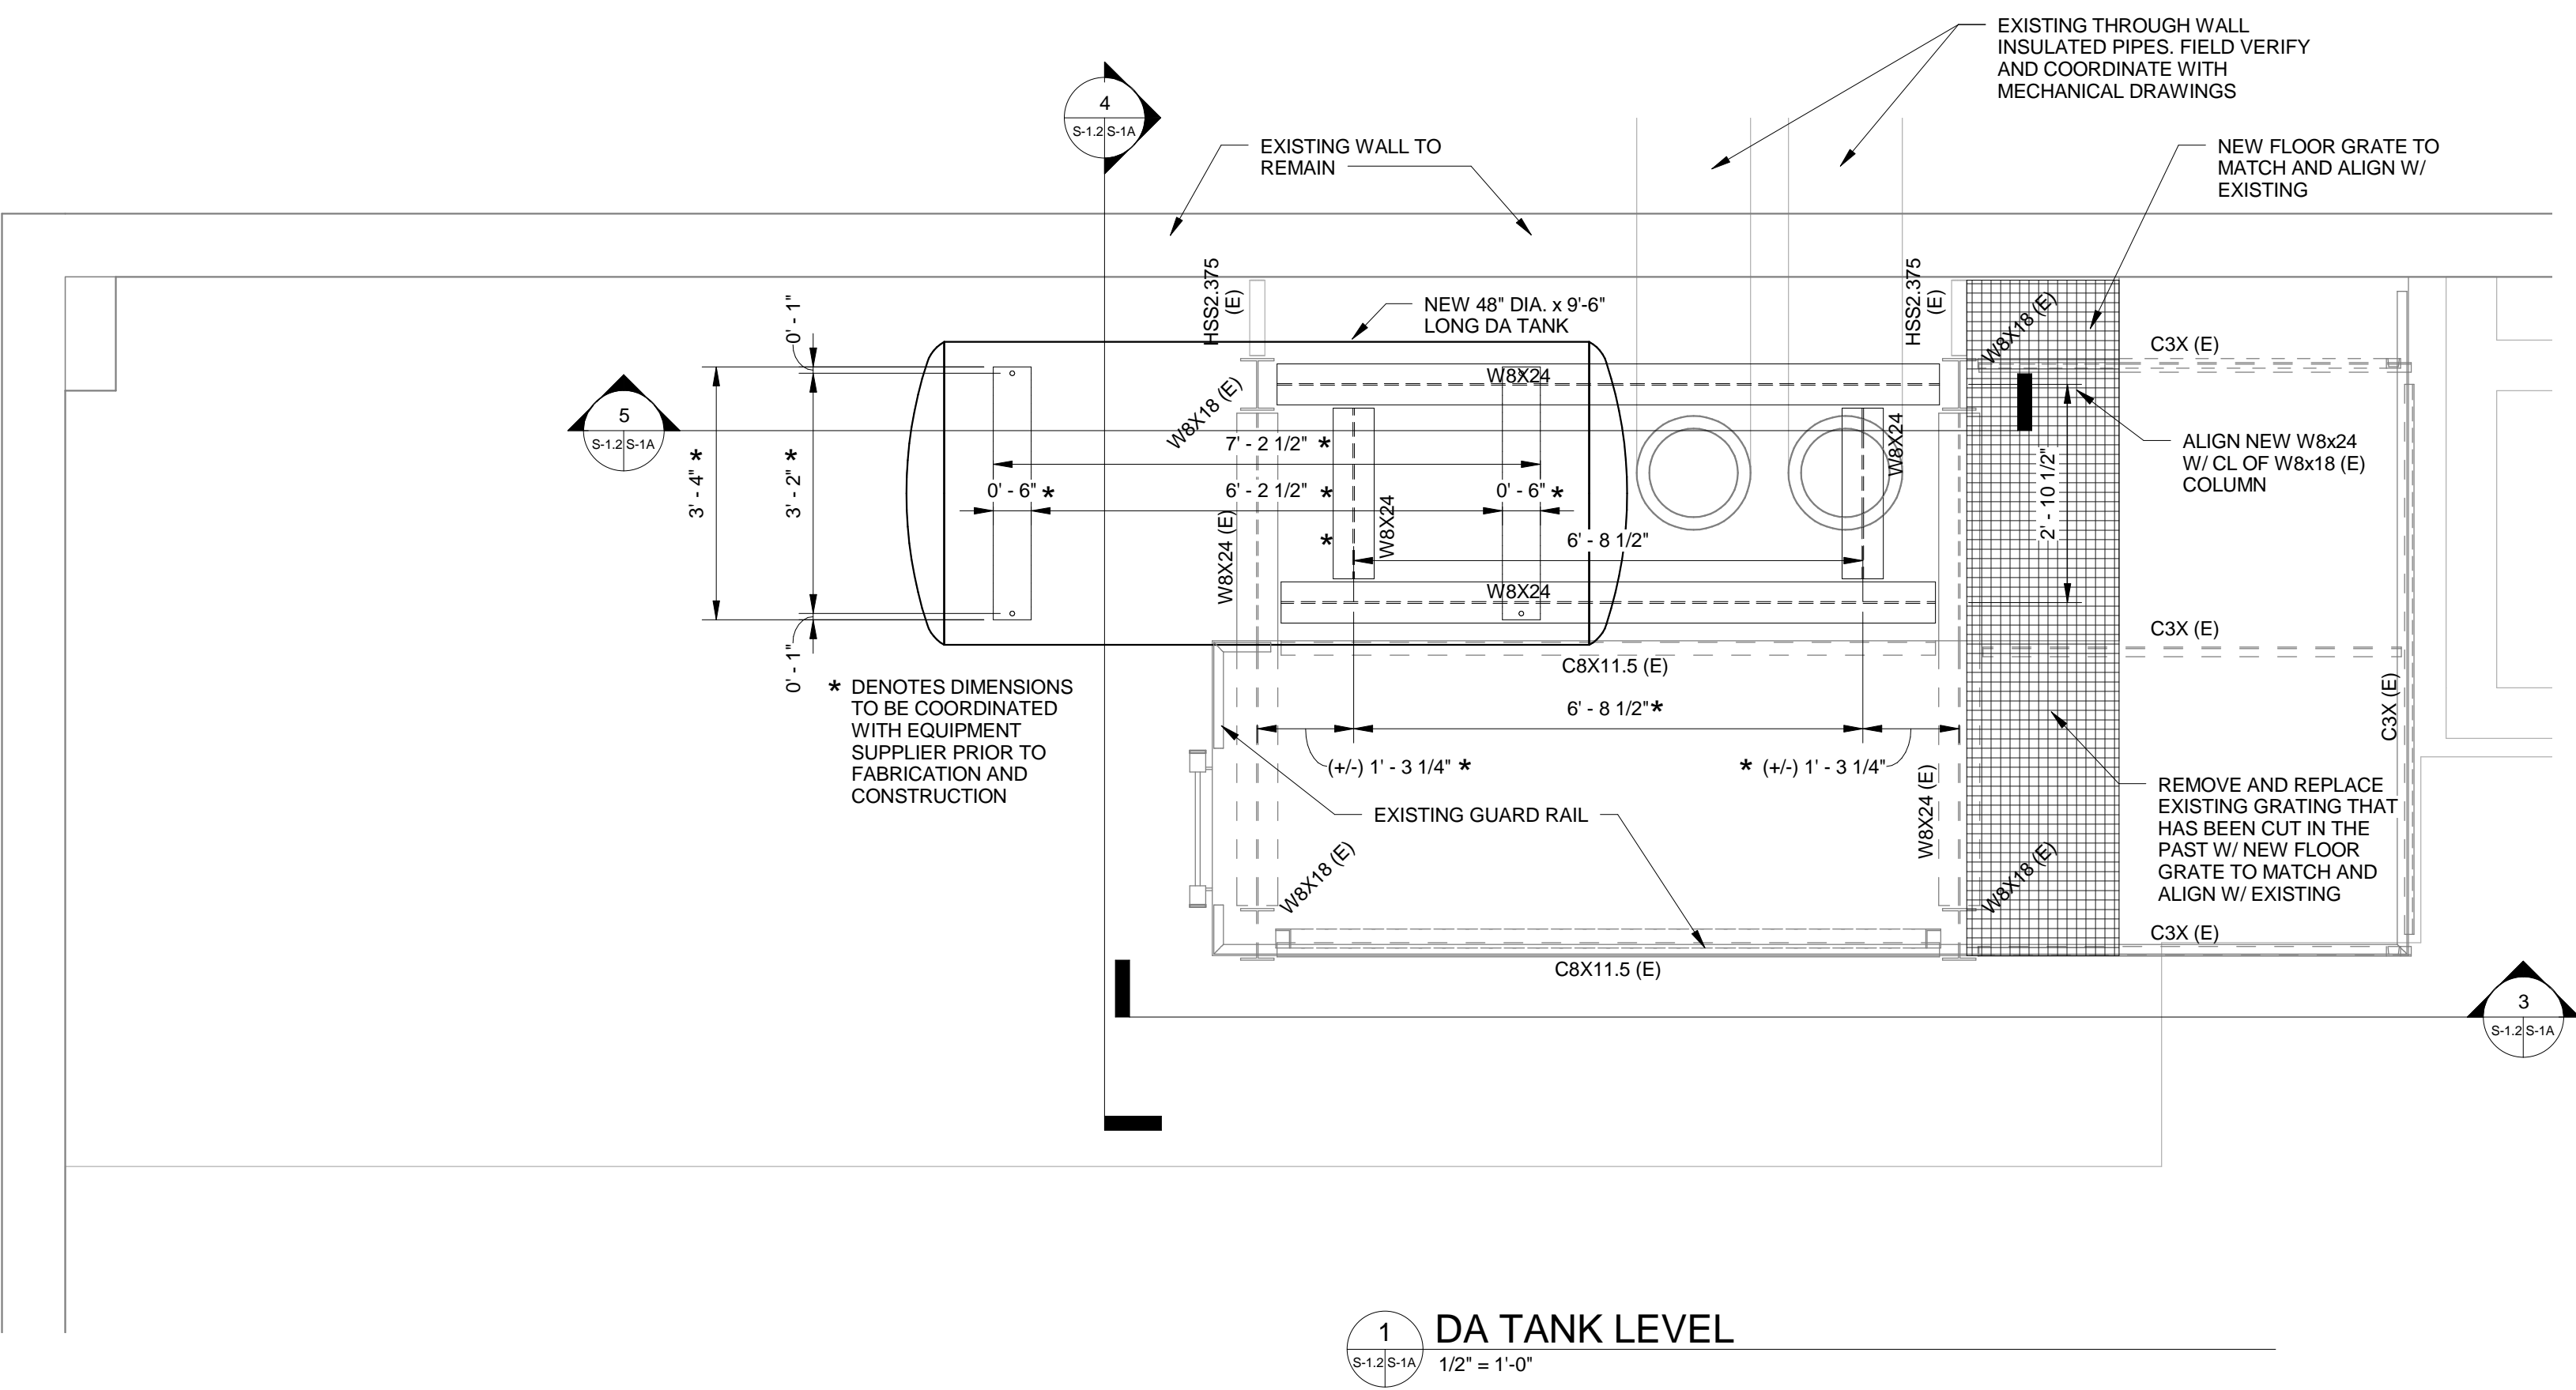 EXISTING THROUGH WALL
INSULATED PIPES. FIELD VERIFY
AND COORDINATE WITH
MECHANICAL DRAWINGS
4
S-1.2 S-1A
EXISTING WALL TO
REMAIN
NEW FLOOR GRATE TO
MATCH AND ALIGN W/
EXISTING
HSS2.375
(E)
HSS2.375
(E)
NEW 48" DIA. x 9'-6"
LONG DA TANK
0' - 1"
W8X18 (E)
C3X (E)
W8X24
W8X18 (E)
5
S-1.2 S-1A
7' - 2 1/2" *
W8X24
ALIGN NEW W8x24
W/ CL OF W8x18 (E)
COLUMN
3' - 4" *
3' - 2" *
0' - 6" *
6' - 2 1/2" *
0' - 6" *
2' - 10 1/2"
W8X24 (E)
*
W8X24
6' - 8 1/2"
W8X24
C3X (E)
0' - 1"
C8X11.5 (E)
* DENOTES DIMENSIONS
TO BE COORDINATED
WITH EQUIPMENT
SUPPLIER PRIOR TO
FABRICATION AND
CONSTRUCTION
6' - 8 1/2"*
C3X (E)
(+/-) 1' - 3 1/4" *
* (+/-) 1' - 3 1/4"
W8X24 (E)
REMOVE AND REPLACE
EXISTING GRATING THAT
HAS BEEN CUT IN THE
PAST W/ NEW FLOOR
GRATE TO MATCH AND
ALIGN W/ EXISTING
EXISTING GUARD RAIL
W8X18 (E)
W8X18 (E)
C3X (E)
C8X11.5 (E)
3
S-1.2 S-1A
1
S-1.2 S-1A
DA TANK LEVEL
1/2" = 1'-0"